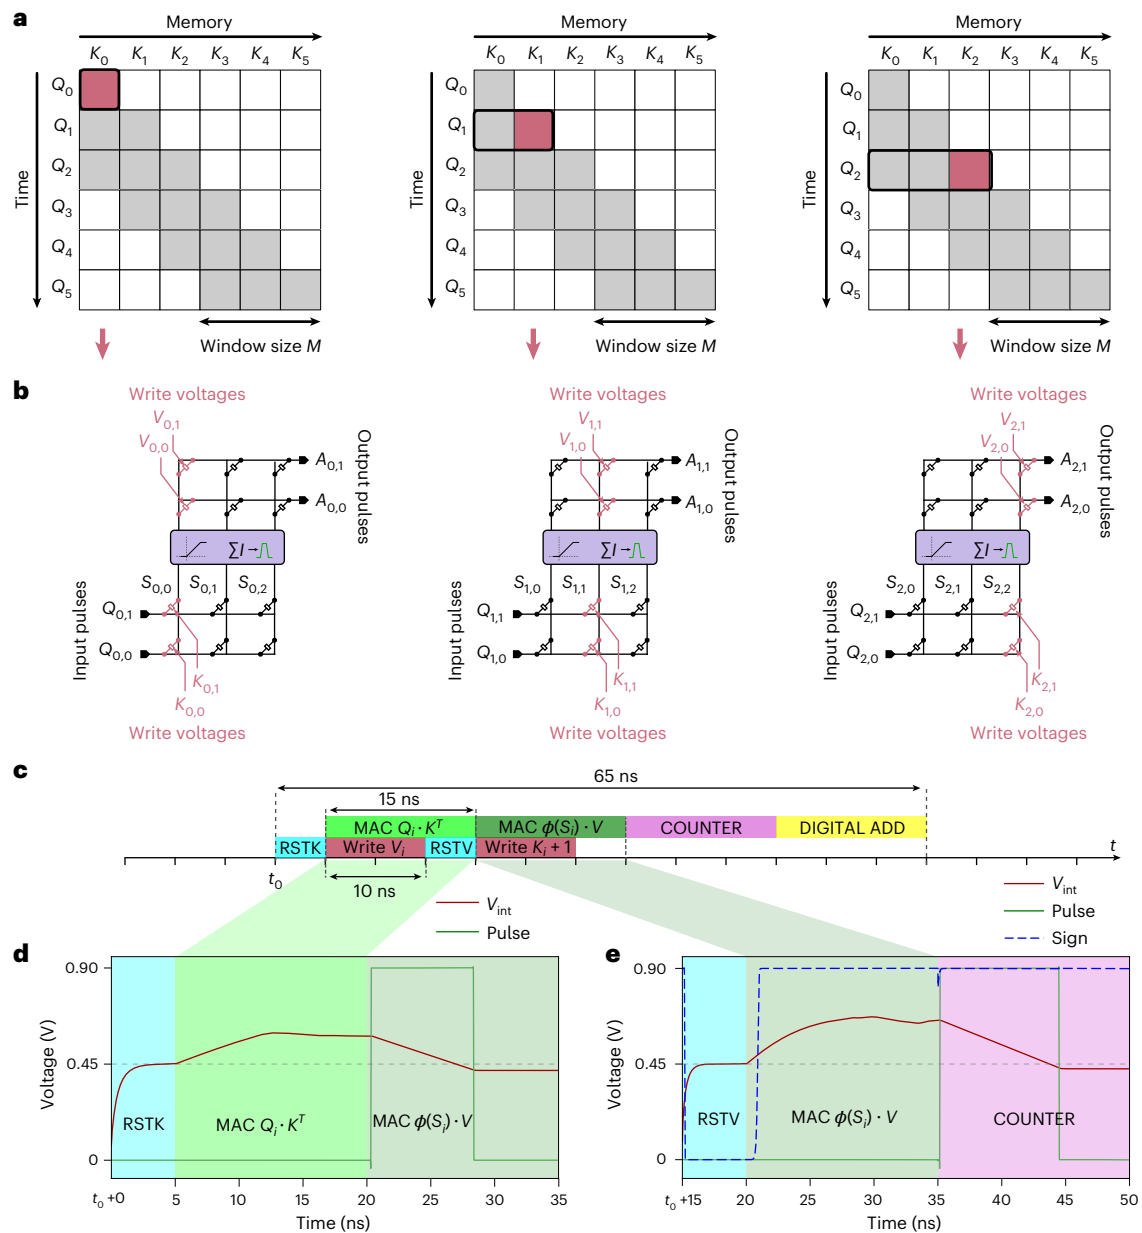 a
Memory Memory Memory
K0 K1 K2 K3 K4 K5 K0 K1 K2 K3 K4 K5 K0 K1 K2 K3 K4 K5
Q0 Q0 Q0
Q1 Q1 Q1
Q2 Q2 Q2
Time Time Time
Q3 Q3 Q3
Q4 Q4 Q4
Q5 Q5 Q5
Window size M Window size M Window size M
b
Write voltages Write voltages Write voltages
V0,1 V1,1 V2,1
V0,0 V1,0 V2,0
A0,1 A1,1 A2,1
A0,0 A1,0 A2,0
Output pulses Output pulses Output pulses
∑I→ ∑I→ ∑I→
S0,0 S0,1 S0,2 S1,0 S1,1 S1,2 S2,0 S2,1 S2,2
Q0,1 Q1,1 Q2,1
Q0,0 Q1,0 Q2,0
Input pulses Input pulses Input pulses
K0,1 K1,1 K2,1
K0,0 K1,0 K2,0
Write voltages Write voltages Write voltages
c
65 ns
15 ns
MAC Qi · K^T MAC ϕ(Si) · V COUNTER DIGITAL ADD
RSTK Write Vi RSTV Write Ki + 1
t
t0
10 ns
Vint
Pulse
Vint
Pulse
Sign
d
Voltage (V)
0.90
0.45
0
RSTK MAC Qi · K^T MAC ϕ(Si) · V
t0 +0 5 10 15 20 25 30 35
Time (ns)
e
Voltage (V)
0.90
0.45
0
RSTV MAC ϕ(Si) · V COUNTER
t0 +15 20 25 30 35 40 45 50
Time (ns)